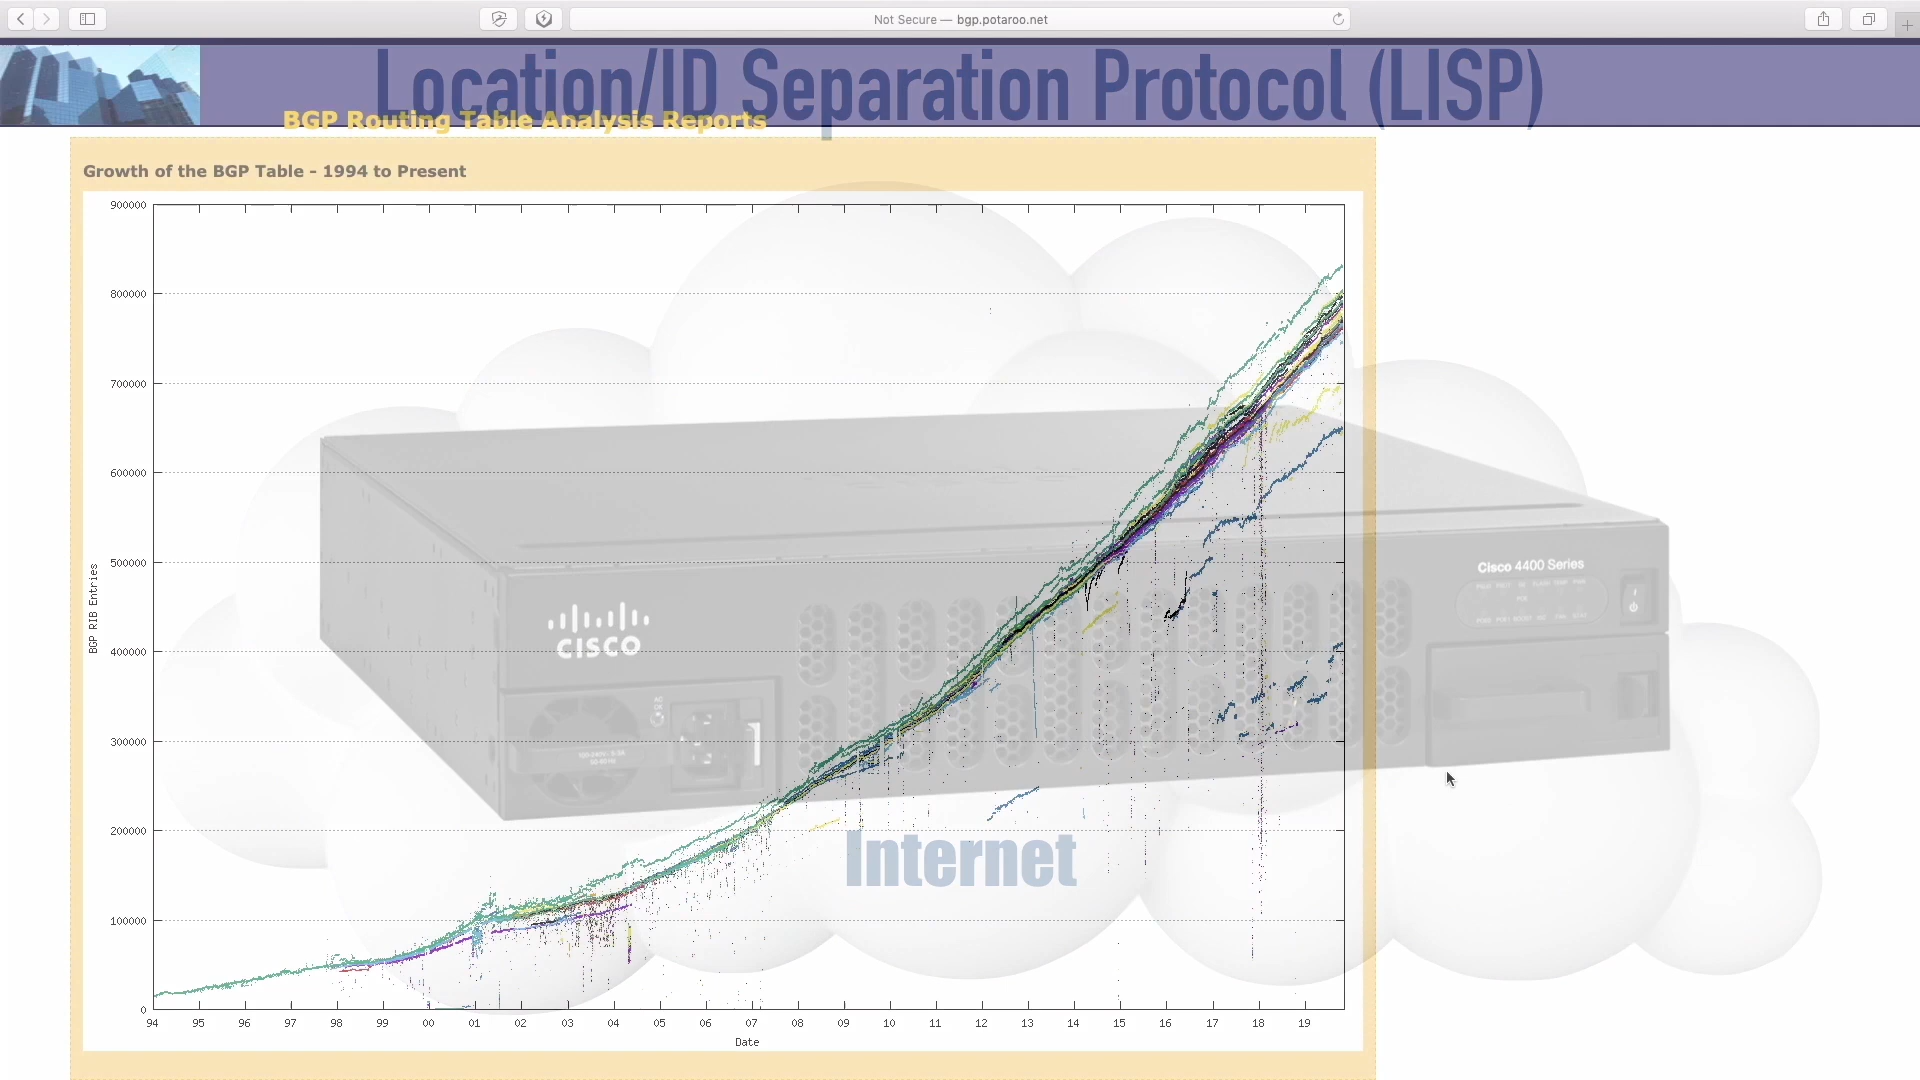 Not Secure — bgp.potaroo.net
Location/ID Separation Protocol (LISP)
BGP Routing Table Analysis Reports
Growth of the BGP Table - 1994 to Present
900000
800000
700000
600000
500000
400000
300000
200000
100000
0
BGP RIB Entries
94 95 96 97 98 99 00 01 02 03 04 05 06 07 08 09 10 11 12 13 14 15 16 17 18 19
Date
Cisco 4400 Series
CISCO
Internet